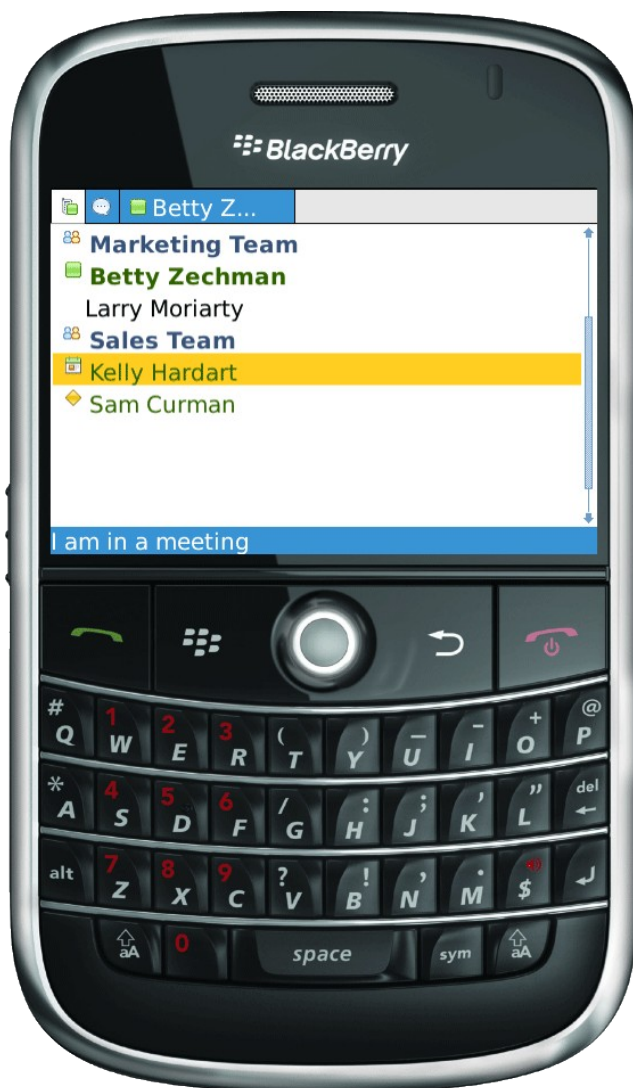 BlackBerry
Betty Z...
Marketing Team
Betty Zechman
Larry Moriarty
Sales Team
Kelly Hardart
Sam Curman
I am in a meeting
# 1 2 3 ( ) _ - + @
Q W E R T Y U I O P
* 4 5 6 / : ; ' " del
A S D F G H J K L
alt 7 8 9 ? ! , . $
Z X C V B N M
aA 0 space sym aA